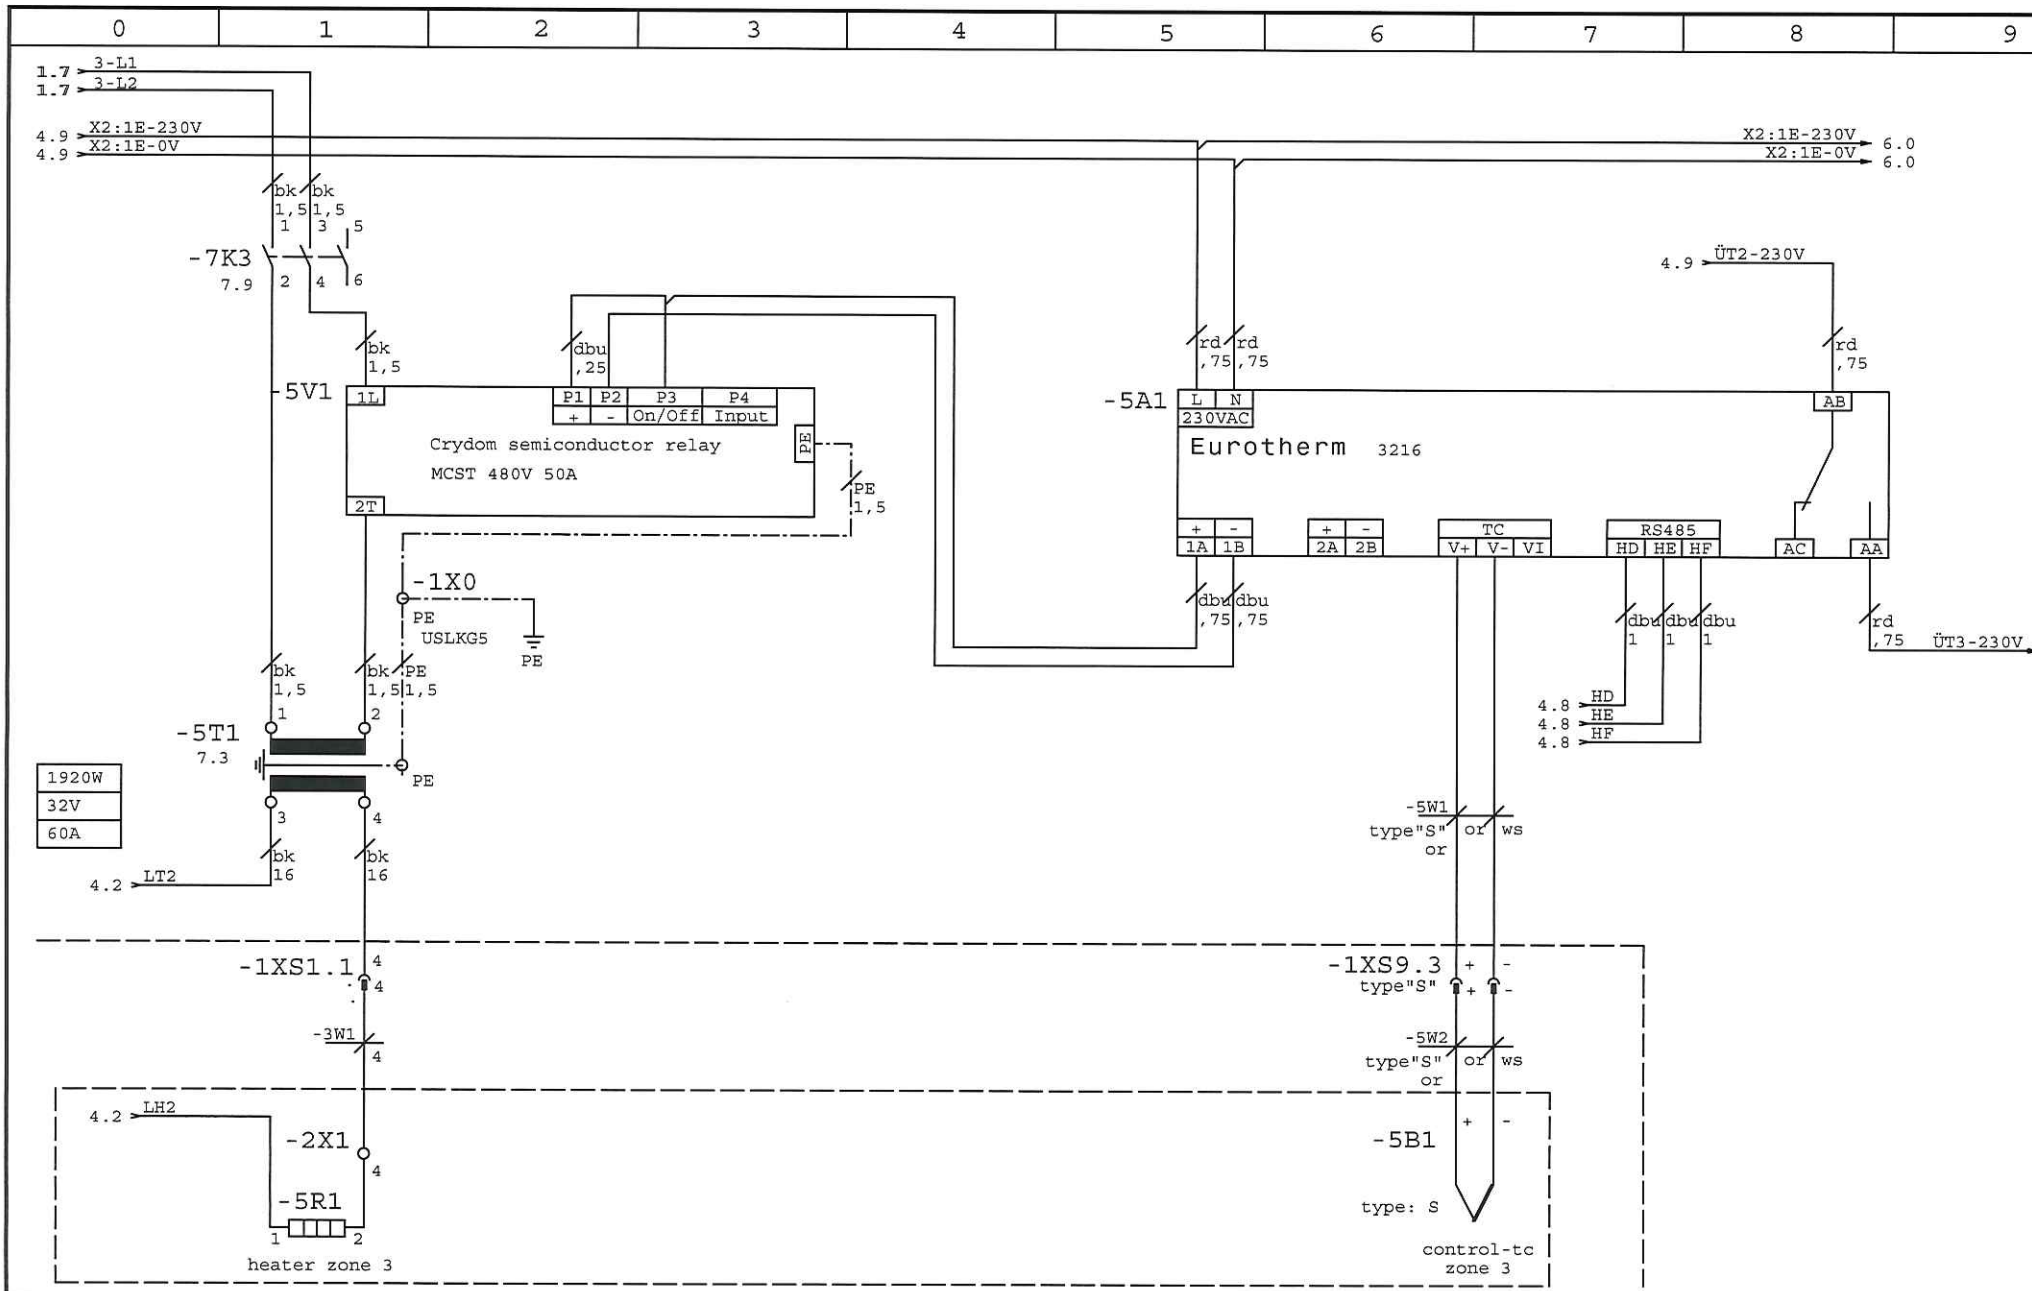 0 1 2 3 4 5 6 7 8 9
1.7 3-L1
1.7 3-L2
4.9 X2:1E-230V X2:1E-230V 6.0
4.9 X2:1E-0V X2:1E-0V 6.0
bk bk
1,5 1,5
1 3 5
-7K3
7.9 2 4 6
4.9 ÜT2-230V
bk
1,5
dbu
,25
rd rd
,75 ,75
rd
,75
-5V1 1L
P1 P2 P3 P4
+ - On/Off Input
PE
Crydom semiconductor relay
MCST 480V 50A
2T
PE
1,5
-5A1 L N
230VAC
AB
Eurotherm 3216
+ - + - TC RS485
1A 1B 2A 2B V+ V- VI HD HE HF AC AA
-1X0
PE
USLKG5
PE
dbu dbu
,75 ,75
dbu dbu dbu
1 1 1
rd
,75 ÜT3-230V
bk bk PE
1,5 1,5 1,5
1 2
-5T1
7.3
PE
3 4
1920W
32V
60A
bk bk
16 16
4.2 LT2
4.8 HD
4.8 HE
4.8 HF
-5W1
type"S" or ws
or
-1XS1.1 4
4
-1XS9.3 + -
type"S" + -
-3W1
4
-5W2
type"S" or ws
or
4.2 LH2
-2X1
4
-5R1
1 2
heater zone 3
+ -
-5B1
type: S
control-tc
zone 3